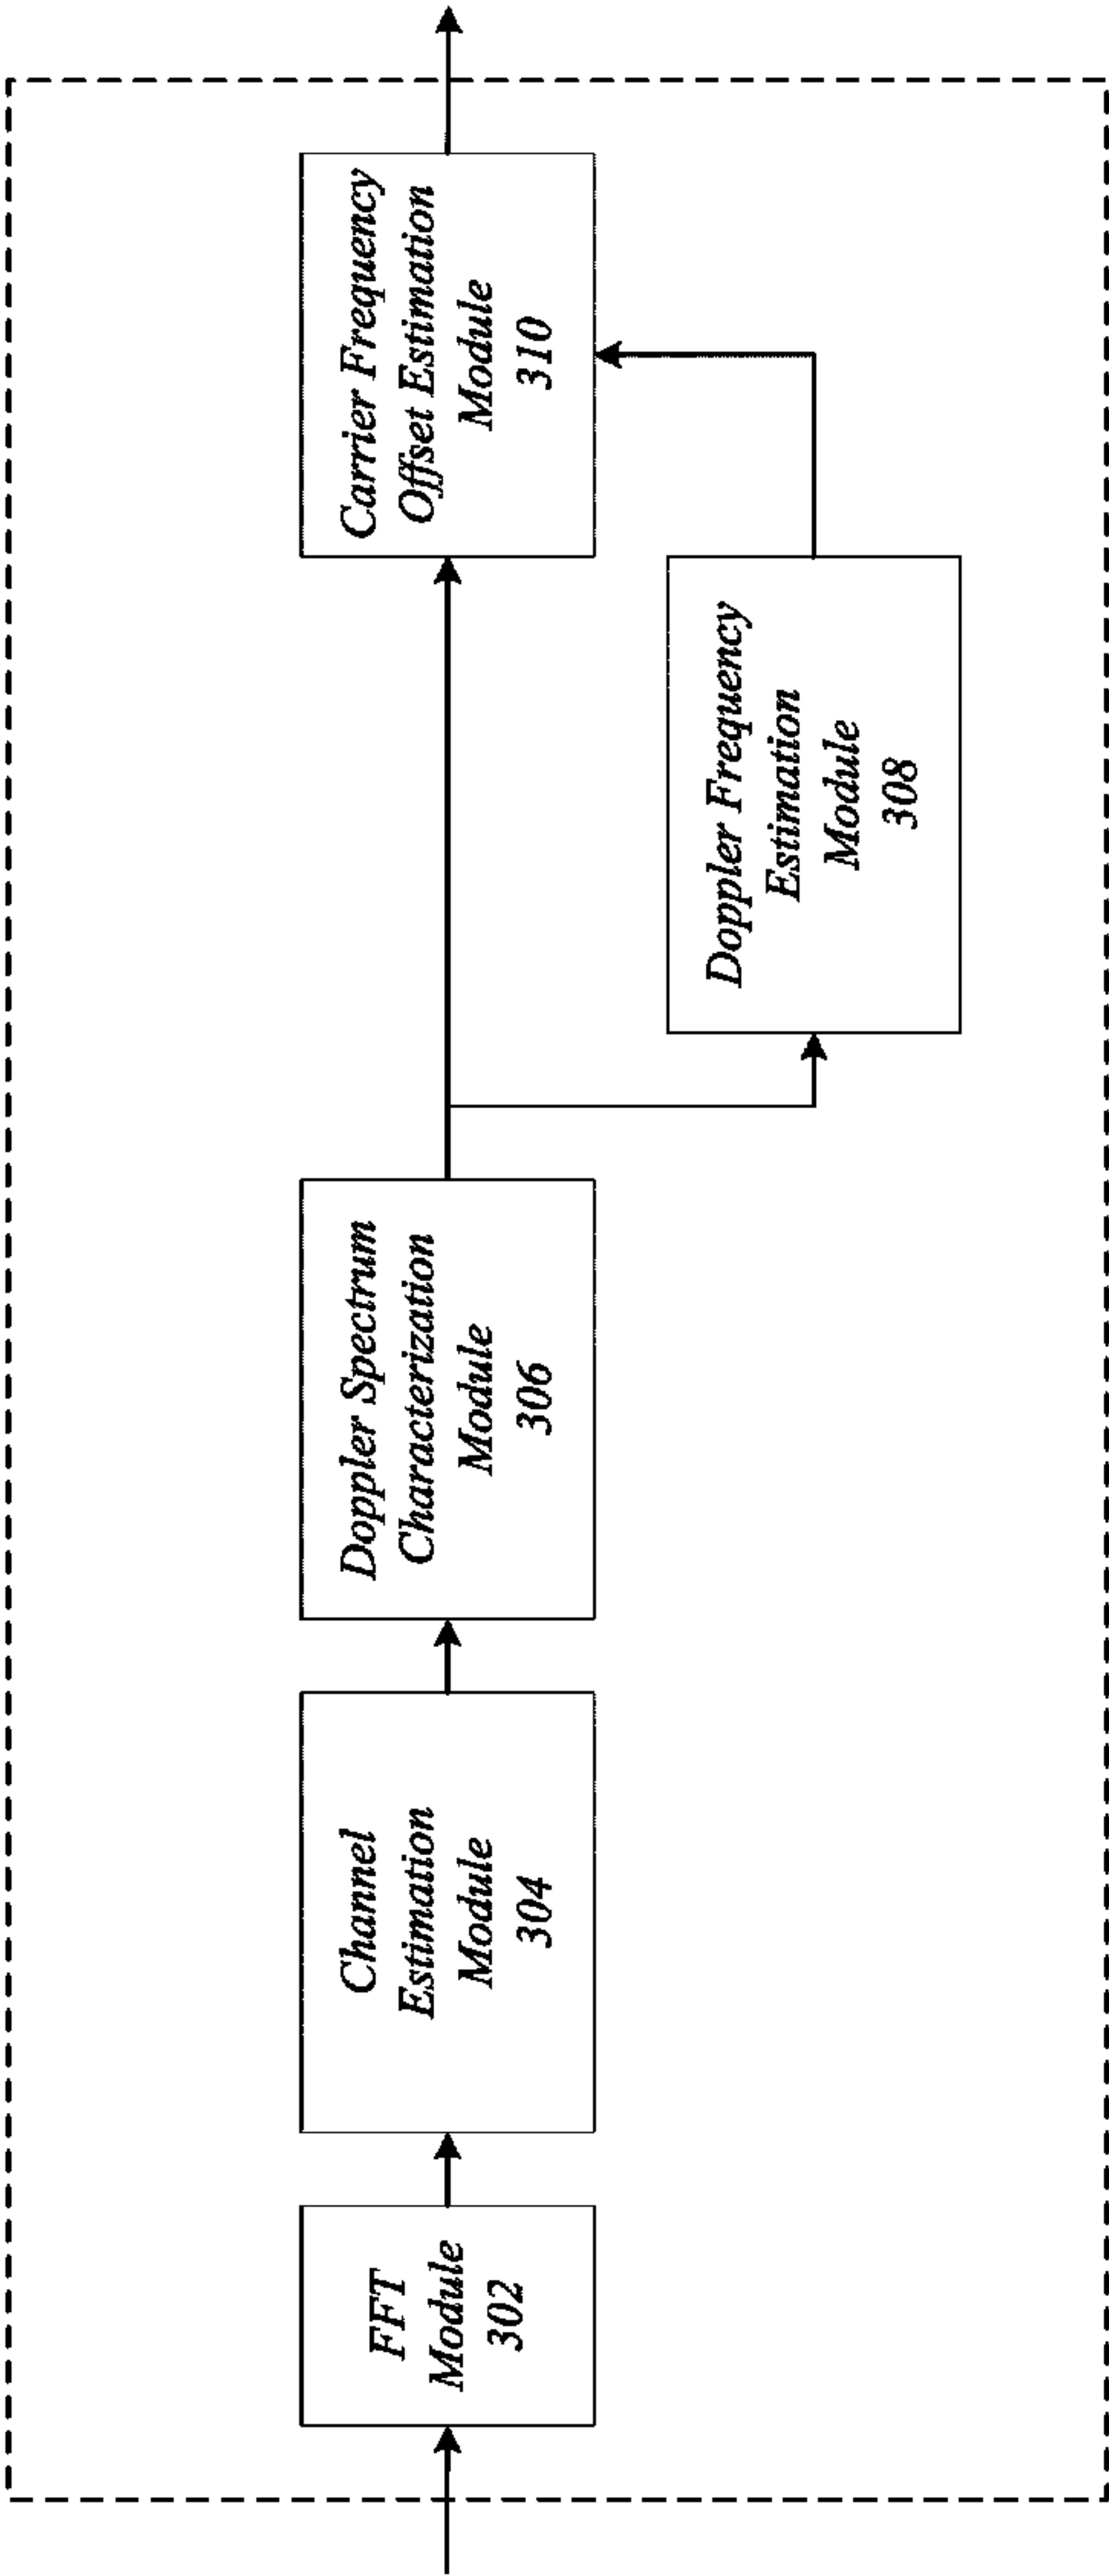 FFT
Module
302
Channel
Estimation
Module
304
Doppler Spectrum
Characterization
Module
306
Doppler Frequency
Estimation
Module
308
Carrier Frequency
Offset Estimation
Module
310